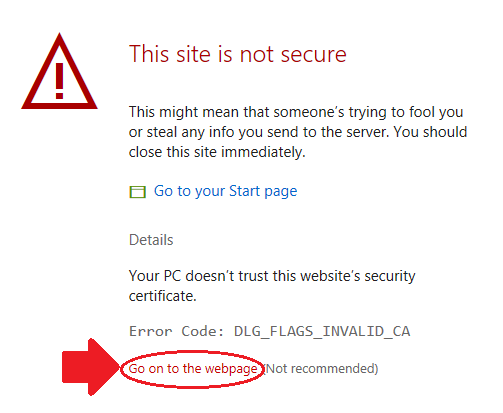 This site is not secure
This might mean that someone's trying to fool you
or steal any info you send to the server. You should
close this site immediately.
Go to your Start page
Details
Your PC doesn't trust this website's security
certificate.
Error Code: DLG_FLAGS_INVALID_CA
Go on to the webpage (Not recommended)